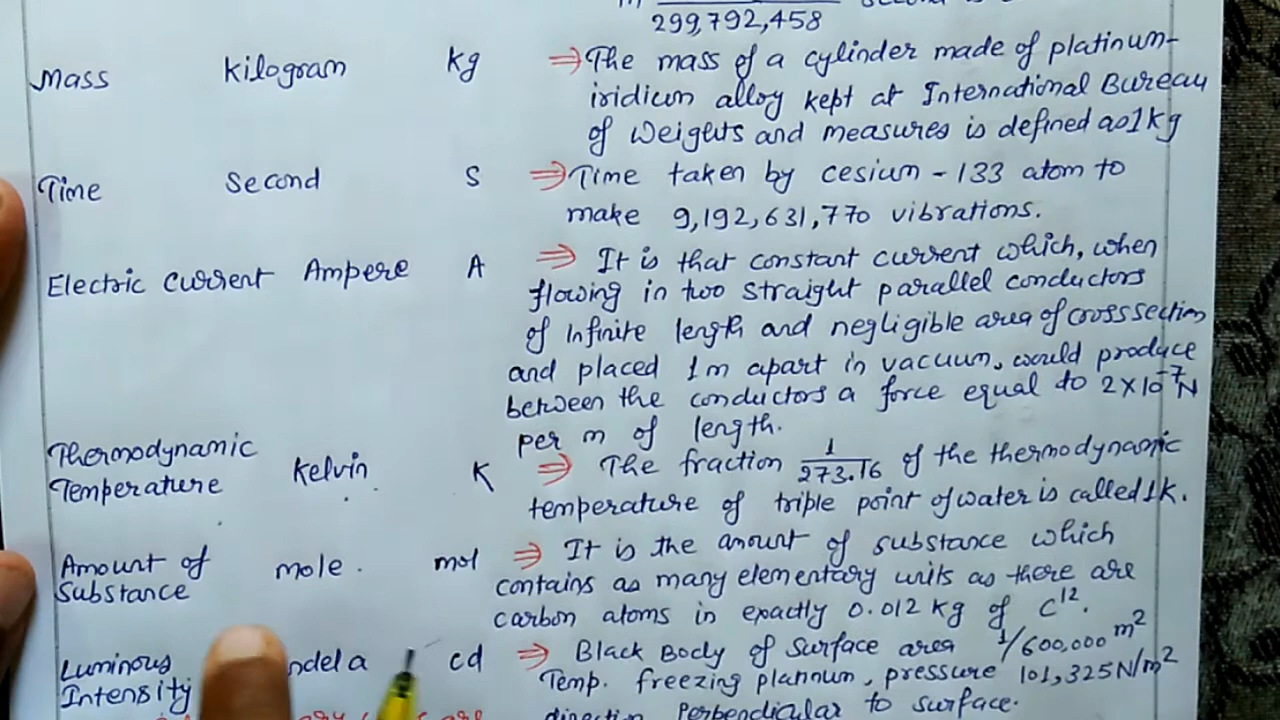 299,792,458
Mass kilogram kg ⇒ The mass of a cylinder made of platinum-
iridium alloy kept at International Bureau
of Weights and measures is defined as 1 kg
Time Second S ⇒ Time taken by cesium - 133 atom to
make 9,192,631,770 vibrations.
Electric Current Ampere A ⇒ It is that constant current which, when
flowing in two straight parallel conductors
of Infinite length and negligible area of crosssection
and placed 1m apart in vacuum, would produce
between the conductors a force equal to 2×10⁻⁷N
per m of length.
Thermodynamic
Temperature Kelvin K ⇒ The fraction 1/273.16 of the thermodynamic
temperature of triple point of water is called 1K.
Amount of
Substance mole. mol ⇒ It is the amount of substance which
contains as many elementary units as there are
carbon atoms in exactly 0.012 kg of C¹².
Luminous
Intensity ndela cd ⇒ Black Body of Surface area 1/600,000 m²
Temp. freezing plannum, pressure 101,325N/m²
direction Perpendicular to surface.